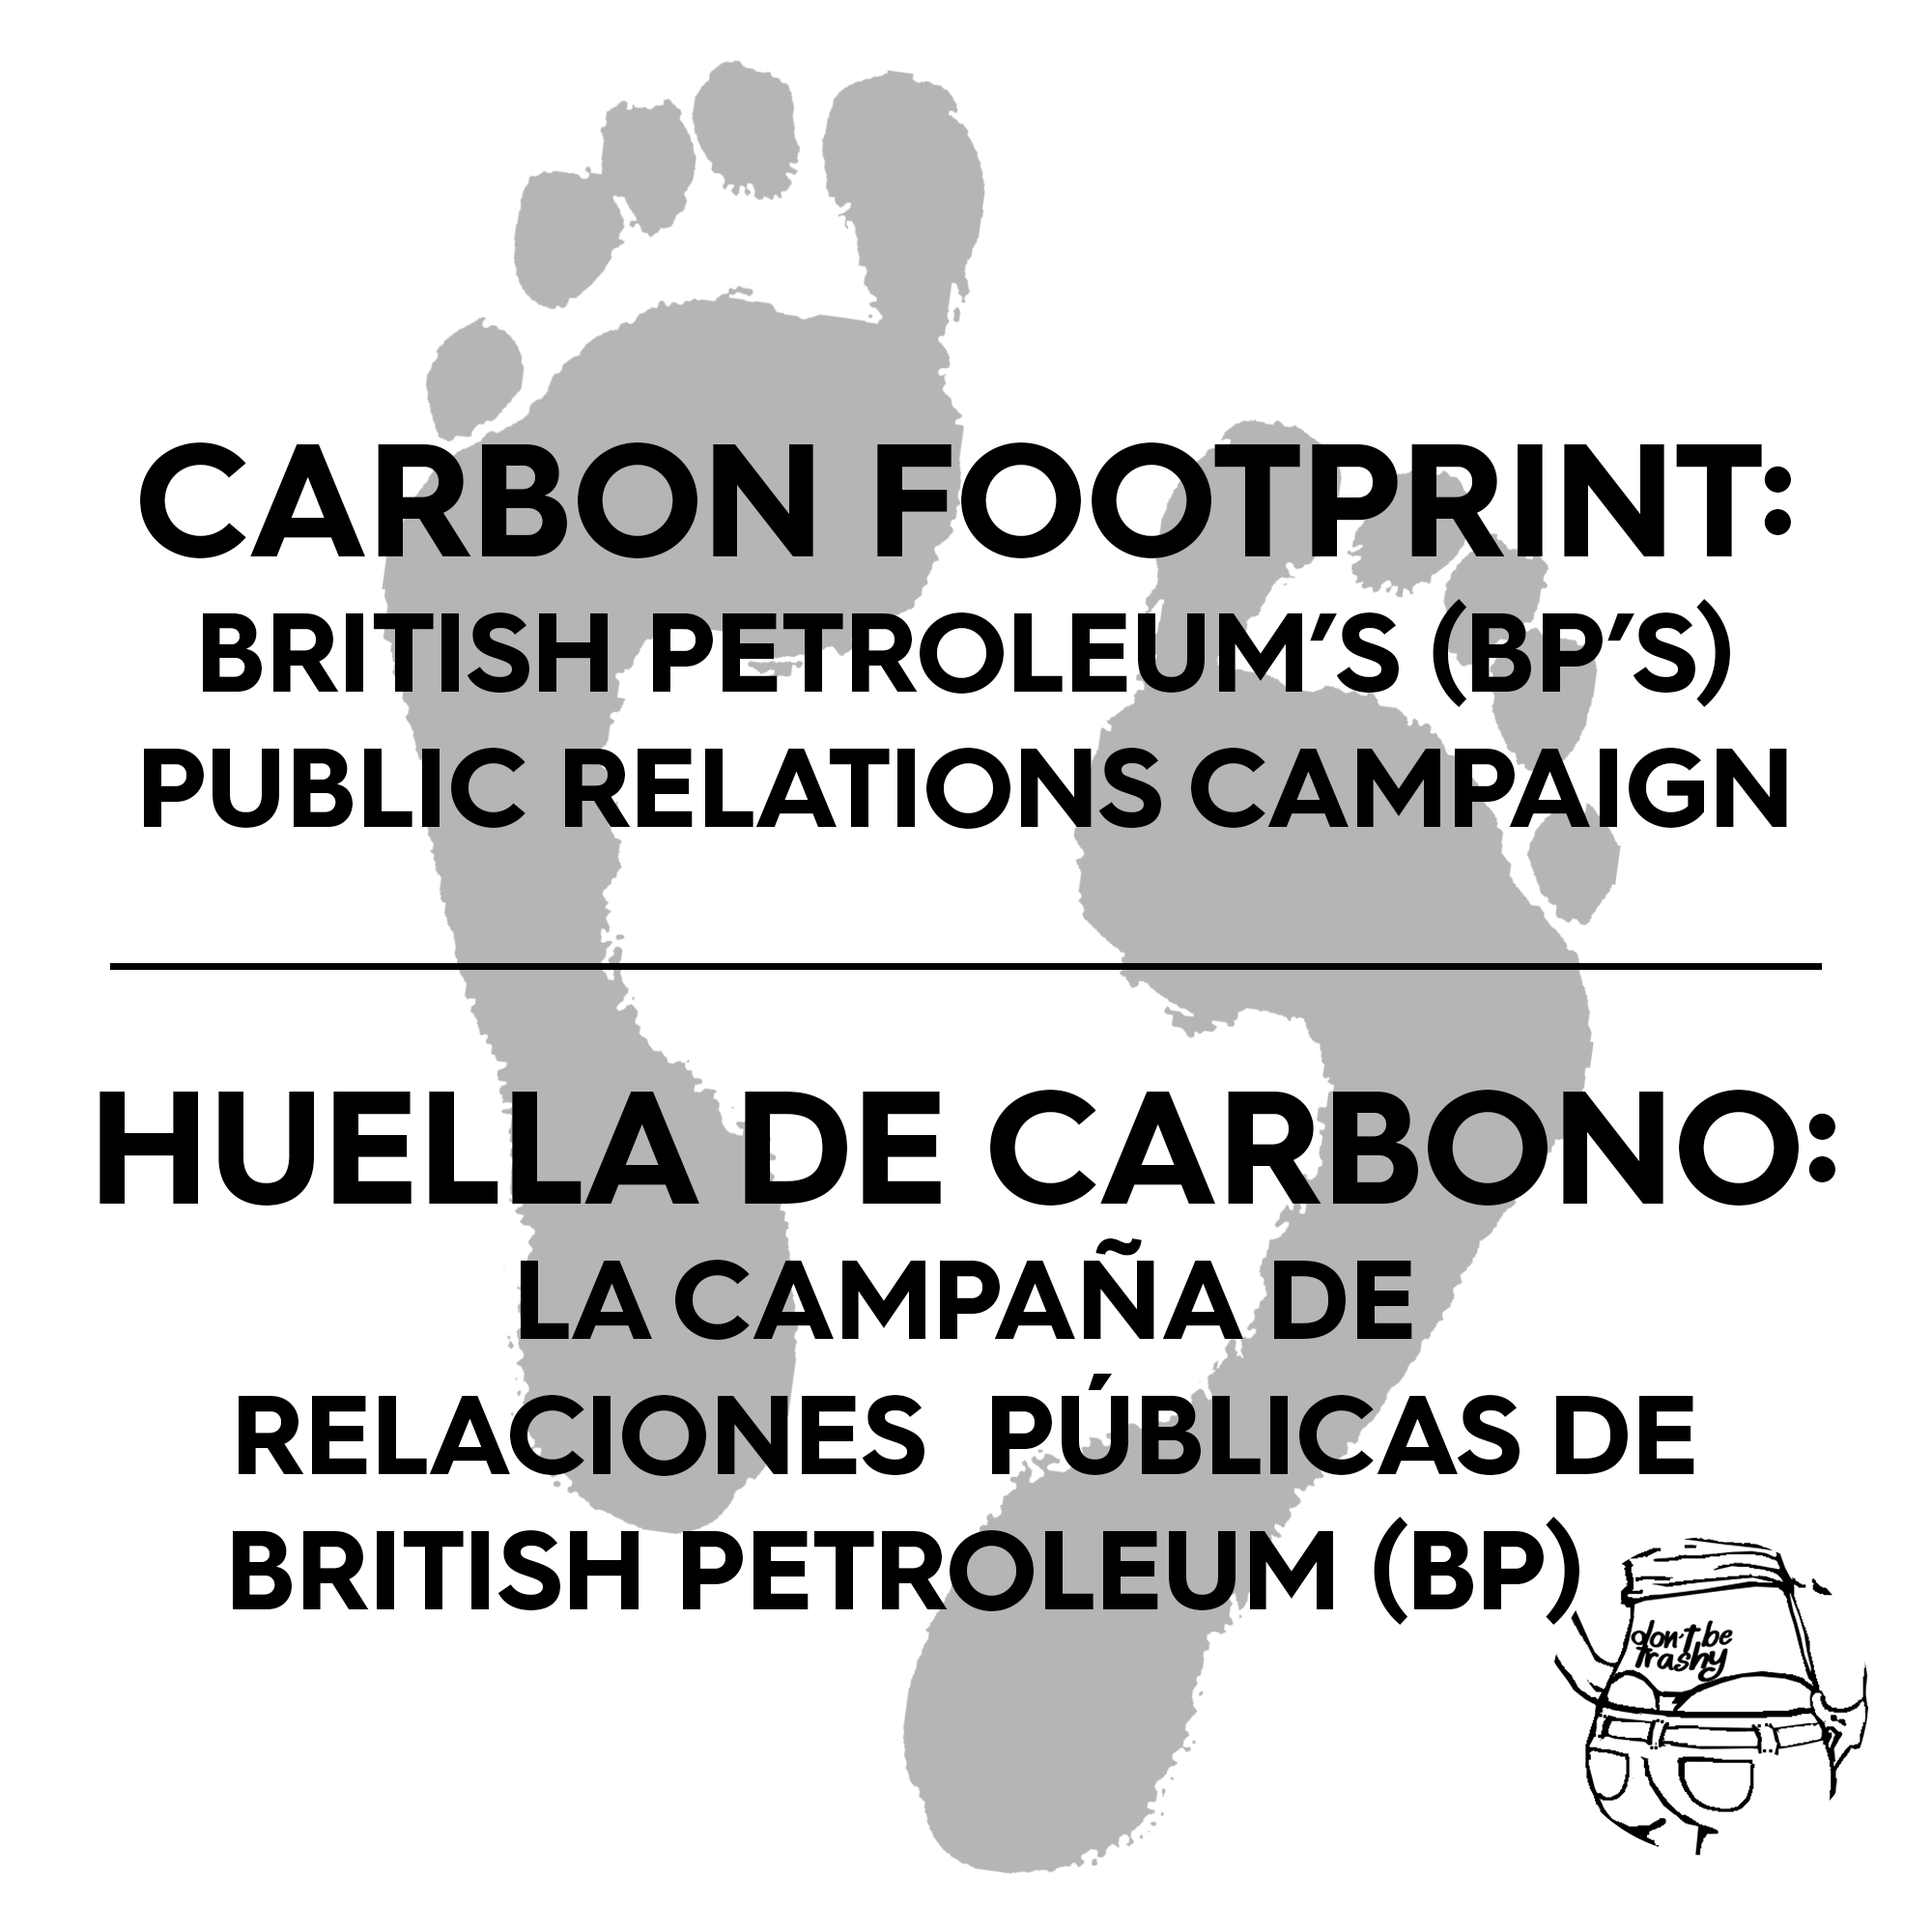 CARBON FOOTPRINT:
BRITISH PETROLEUM'S (BP'S)
PUBLIC RELATIONS CAMPAIGN
HUELLA DE CARBONO:
LA CAMPAÑA DE
RELACIONES PÚBLICAS DE
BRITISH PETROLEUM (BP)
don't be
trashy